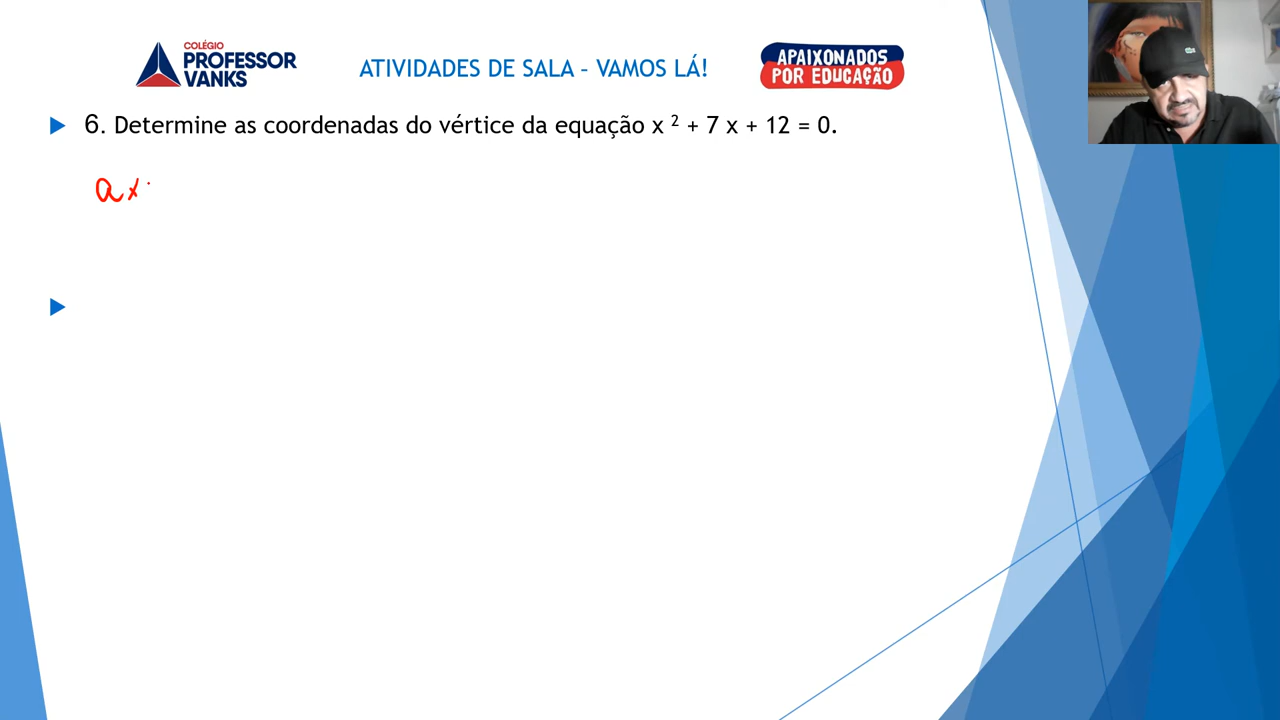 COLÉGIO
PROFESSOR
VANKS
ATIVIDADES DE SALA – VAMOS LÁ!
APAIXONADOS
POR EDUCAÇÃO
6. Determine as coordenadas do vértice da equação x ² + 7 x + 12 = 0.
ax